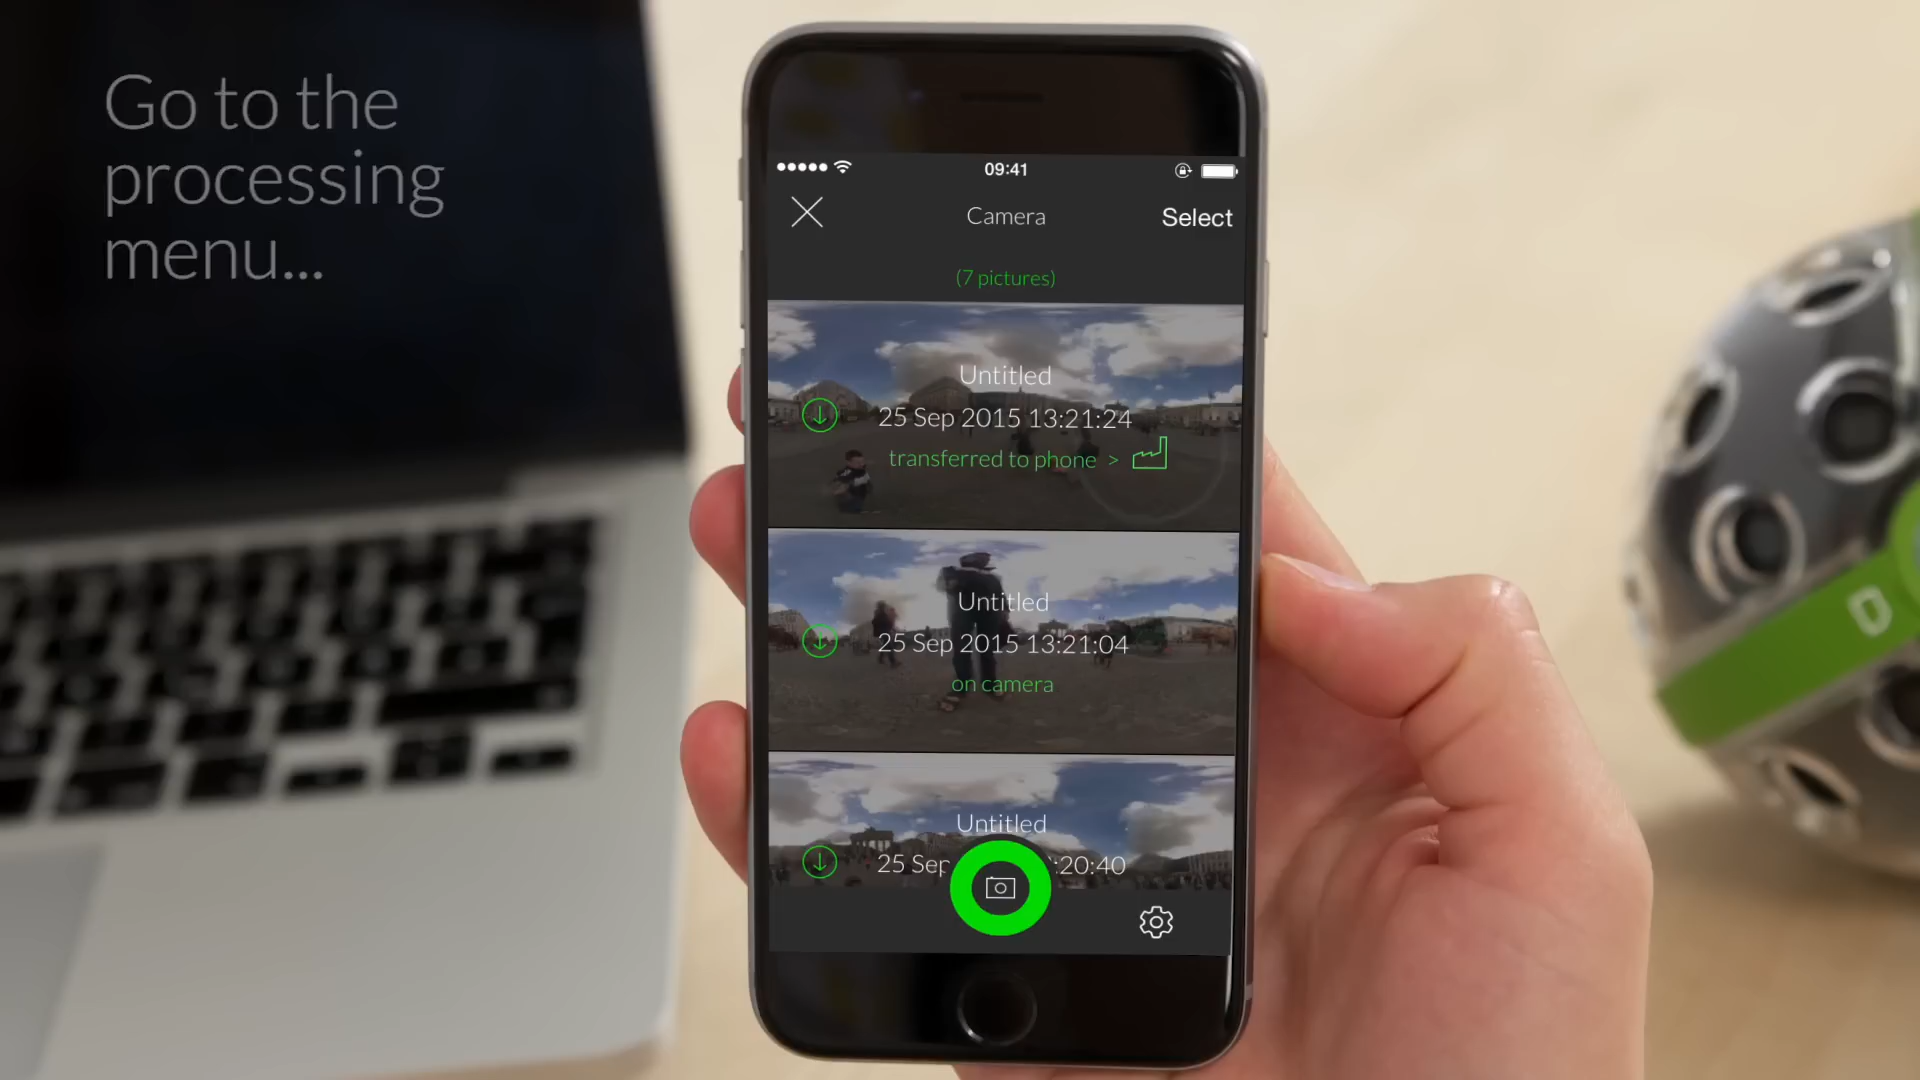 Go to the
processing
menu...
09:41
Camera
Select
(7 pictures)
Untitled
25 Sep 2015 13:21:24
transferred to phone >
Untitled
25 Sep 2015 13:21:04
on camera
Untitled
25 Sep :20:40